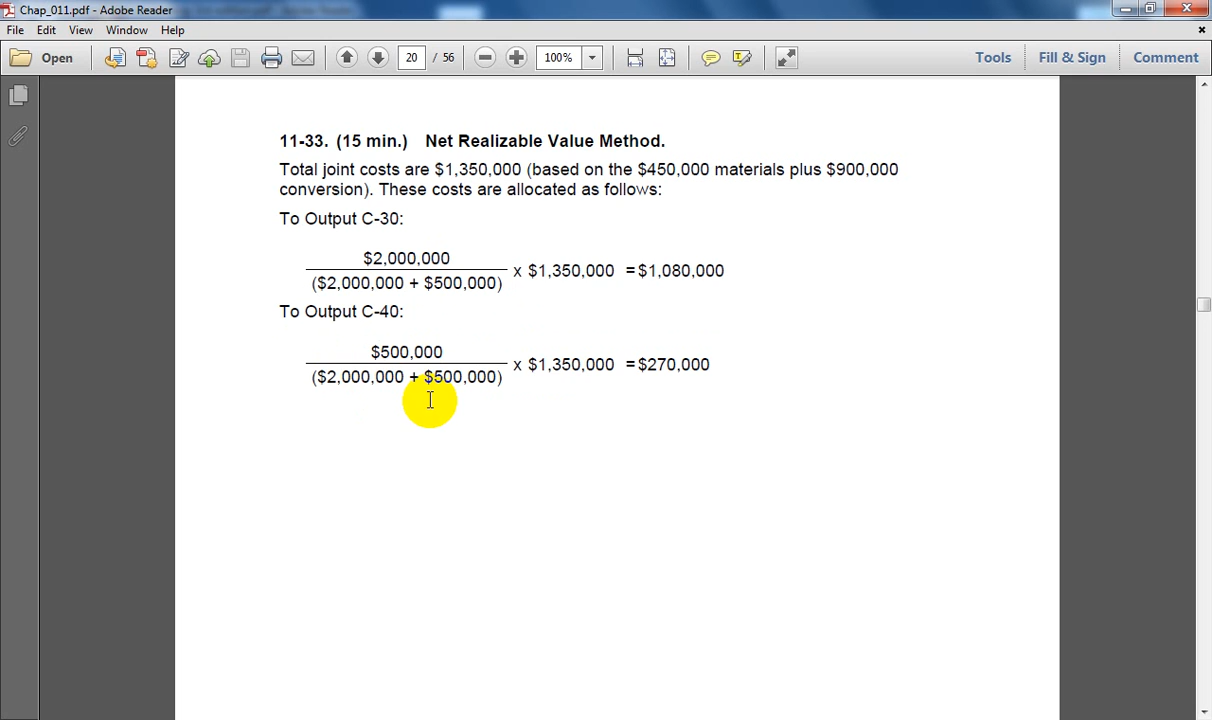 Chap_011.pdf - Adobe Reader
File Edit View Window Help
Open 20 / 56 100% Tools Fill & Sign Comment
11-33. (15 min.) Net Realizable Value Method.
Total joint costs are $1,350,000 (based on the $450,000 materials plus $900,000
conversion). These costs are allocated as follows:
To Output C-30:
$2,000,000
($2,000,000 + $500,000) x $1,350,000 = $1,080,000
To Output C-40:
$500,000
($2,000,000 + $500,000) x $1,350,000 = $270,000